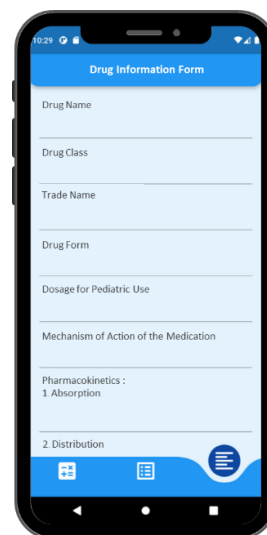 10:29
Drug Information Form
Drug Name
Drug Class
Trade Name
Drug Form
Dosage for Pediatric Use
Mechanism of Action of the Medication
Pharmacokinetics :
1. Absorption
2. Distribution